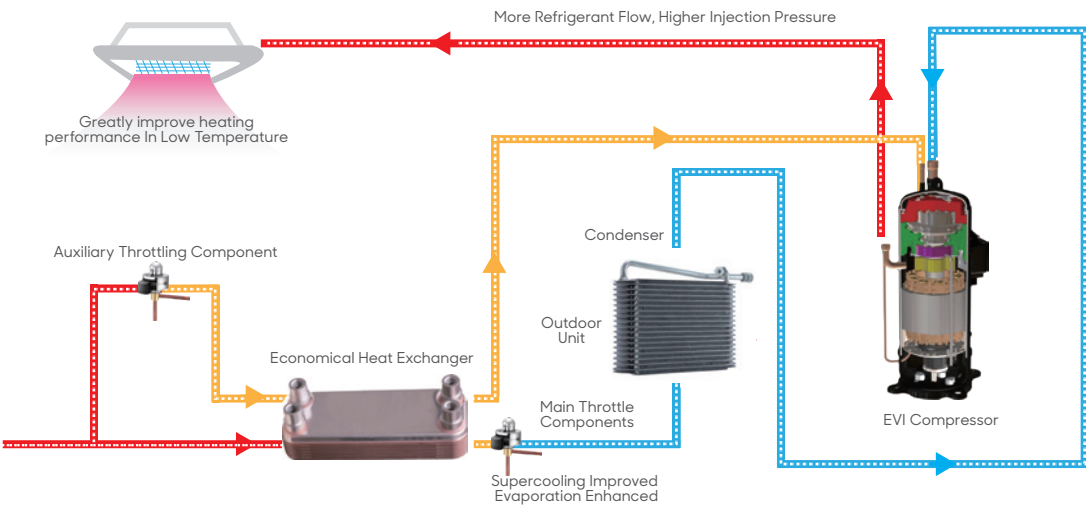 More Refrigerant Flow, Higher Injection Pressure
Greatly improve heating
performance In Low Temperature
Condenser
Auxiliary Throttling Component
Outdoor
Unit
Economical Heat Exchanger
Main Throttle
Components
EVI Compressor
Supercooling Improved
Evaporation Enhanced